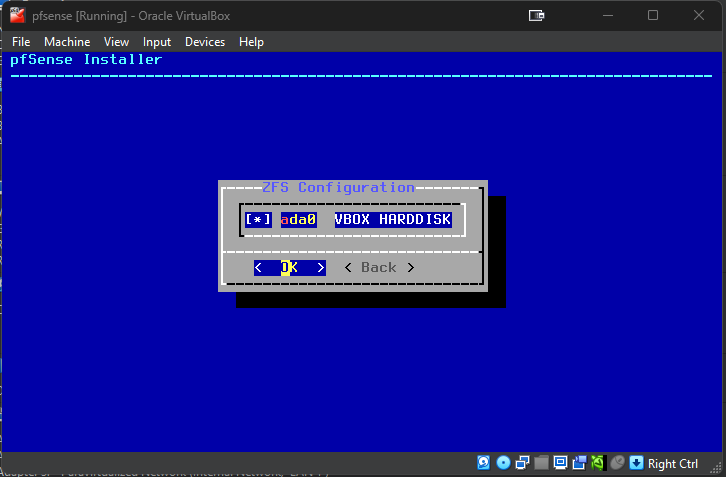 pfsense [Running] - Oracle VirtualBox
File Machine View Input Devices Help
pfSense Installer
ZFS Configuration
[*] ada0 VBOX HARDDISK
< OK > < Back >
Right Ctrl